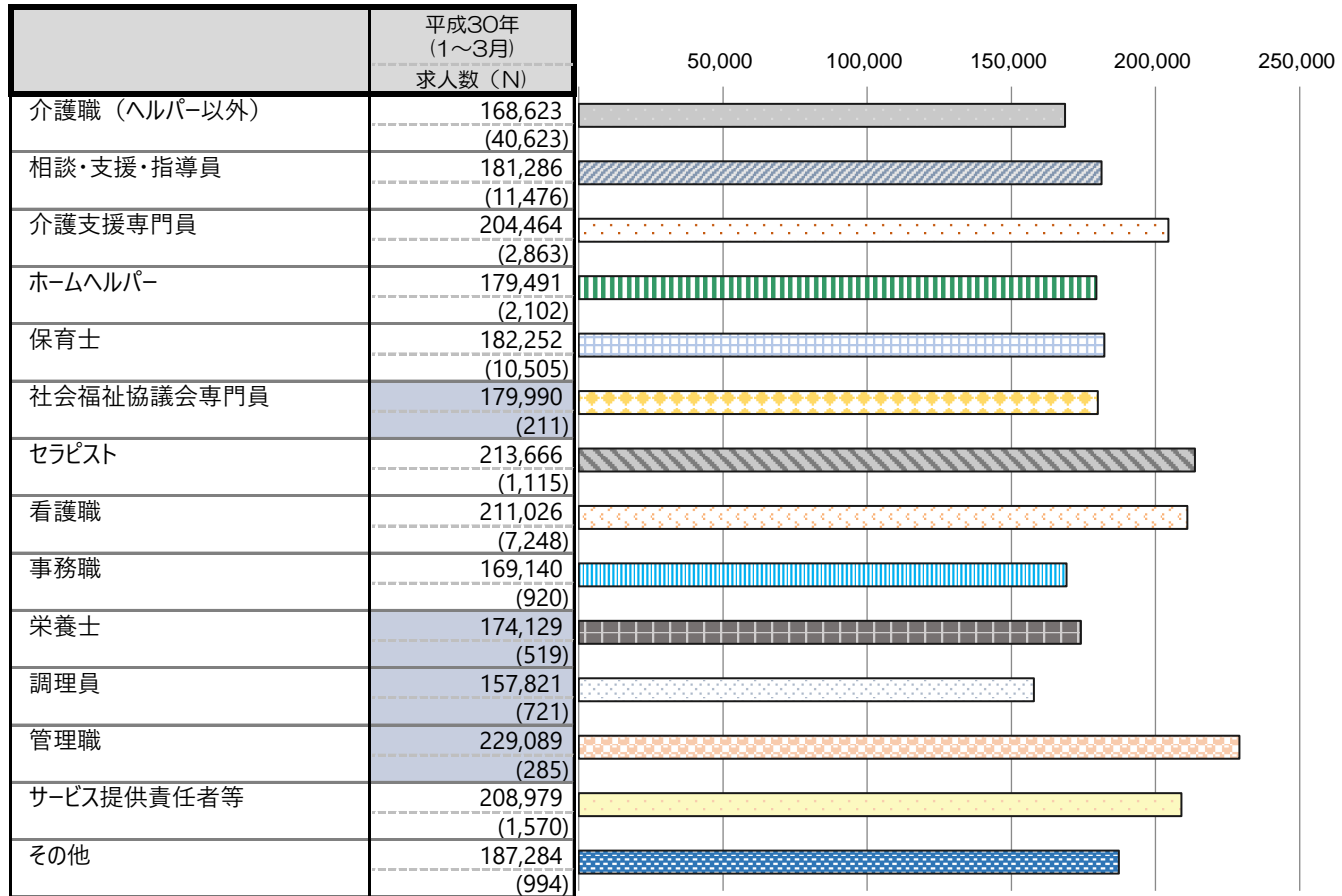 平成30年
(1～3月)
求人数（N）
50,000 100,000 150,000 200,000 250,000
介護職（ヘルパー以外） 168,623
(40,623)
相談・支援・指導員 181,286
(11,476)
介護支援専門員 204,464
(2,863)
ホームヘルパー 179,491
(2,102)
保育士 182,252
(10,505)
社会福祉協議会専門員 179,990
(211)
セラピスト 213,666
(1,115)
看護職 211,026
(7,248)
事務職 169,140
(920)
栄養士 174,129
(519)
調理員 157,821
(721)
管理職 229,089
(285)
サービス提供責任者等 208,979
(1,570)
その他 187,284
(994)